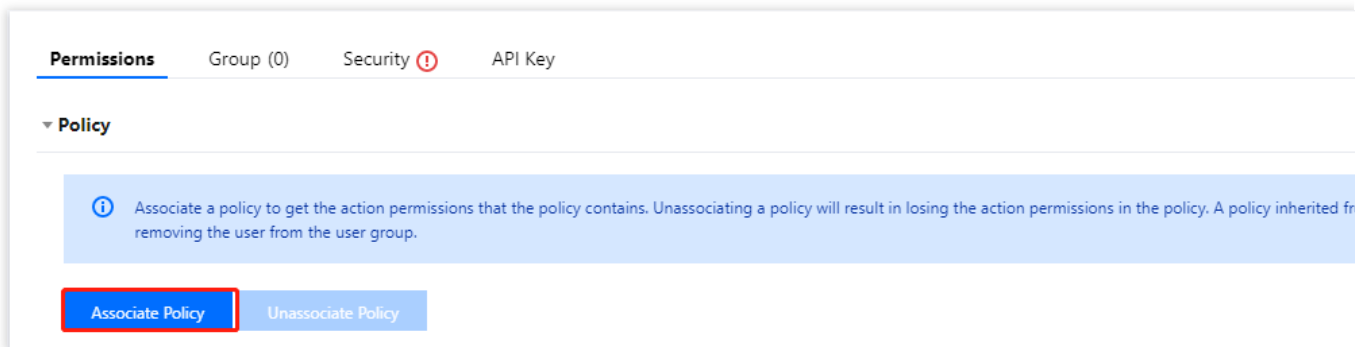 Permissions Group (0) Security API Key
Policy
Associate a policy to get the action permissions that the policy contains. Unassociating a policy will result in losing the action permissions in the policy. A policy inherited
removing the user from the user group.
Associate Policy Unassociate Policy